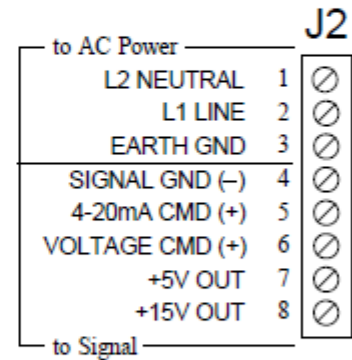 J2
to AC Power
L2 NEUTRAL 1
L1 LINE 2
EARTH GND 3
SIGNAL GND (–) 4
4-20mA CMD (+) 5
VOLTAGE CMD (+) 6
+5V OUT 7
+15V OUT 8
to Signal